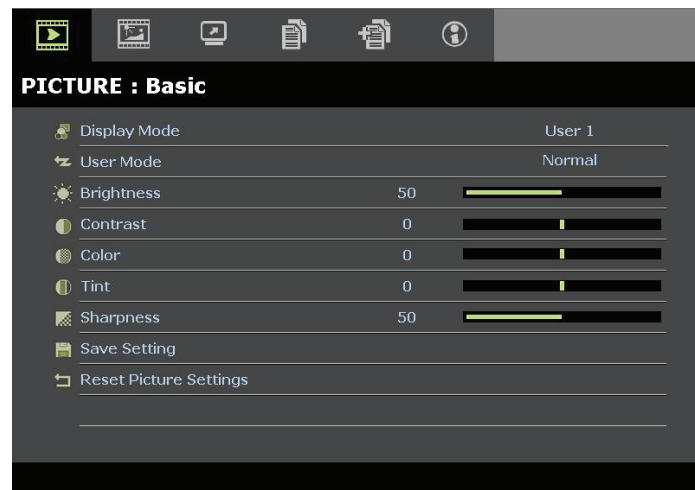 PICTURE : Basic
Display Mode User 1
User Mode Normal
Brightness 50
Contrast 0
Color 0
Tint 0
Sharpness 50
Save Setting
Reset Picture Settings